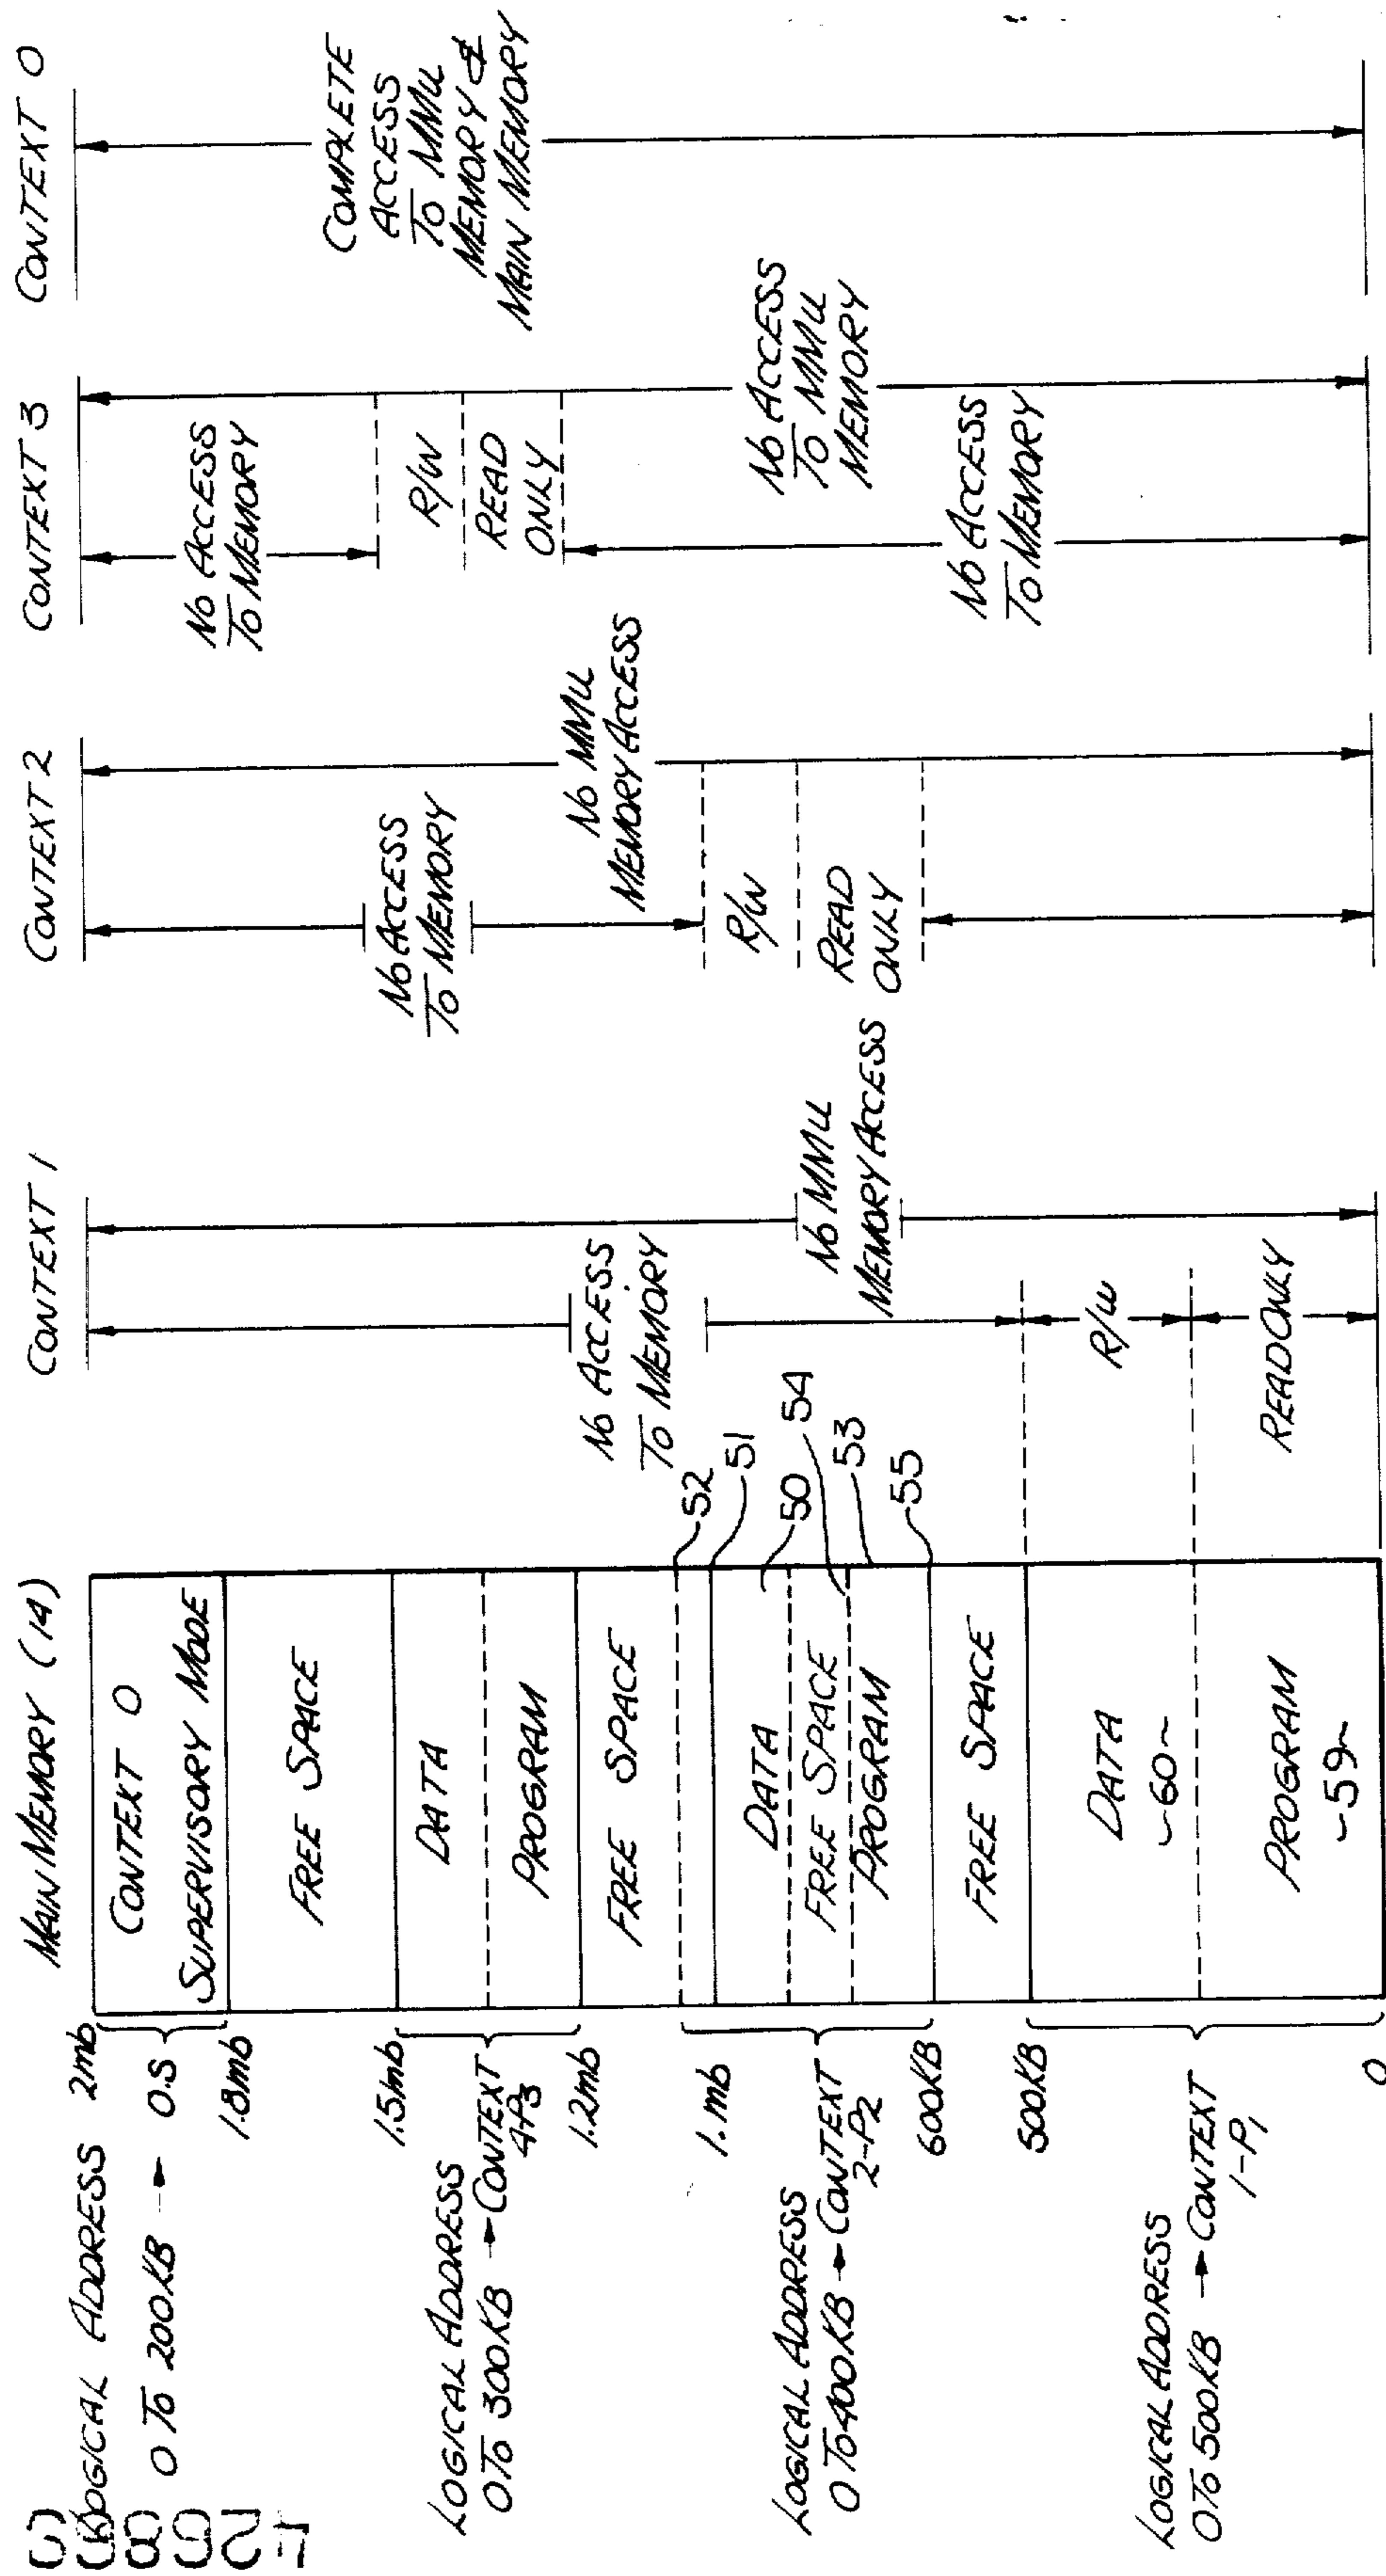 MAIN MEMORY (14)
CONTEXT 1
CONTEXT 2
CONTEXT 3
CONTEXT 0
LOGICAL ADDRESS
0 TO 200KB → O.S
2mb
1.8mb
CONTEXT 0
SUPERVISORY MODE
FREE SPACE
1.5mb
LOGICAL ADDRESS
0 TO 300KB → CONTEXT
4-P3
DATA
PROGRAM
1.2mb
FREE SPACE
52
51
1. mb
LOGICAL ADDRESS
0 TO 400KB → CONTEXT
2-P2
DATA
50
FREE SPACE
54
PROGRAM
53
55
600KB
FREE SPACE
500KB
LOGICAL ADDRESS
0 TO 500KB → CONTEXT
1-P1
DATA
60
PROGRAM
59
0
NO ACCESS
TO MEMORY
NO MMU
MEMORY ACCESS
R/W
READ ONLY
NO ACCESS
TO MEMORY
NO MMU
MEMORY ACCESS
R/W
READ
ONLY
NO ACCESS
TO MEMORY
R/W
READ
ONLY
NO ACCESS
TO MMU
MEMORY
NO ACCESS
TO MEMORY
COMPLETE
ACCESS
TO MMU
MEMORY &
MAIN MEMORY